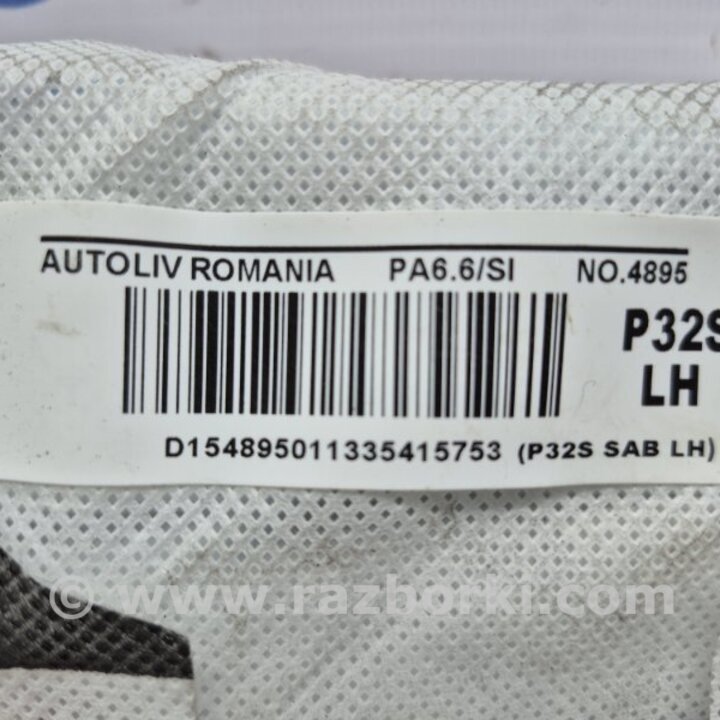 AUTOLIV ROMANIA PA6.6/SI NO.4895
P32S
LH
D154895011335415753 (P32S SAB LH)
© www.razborki.com